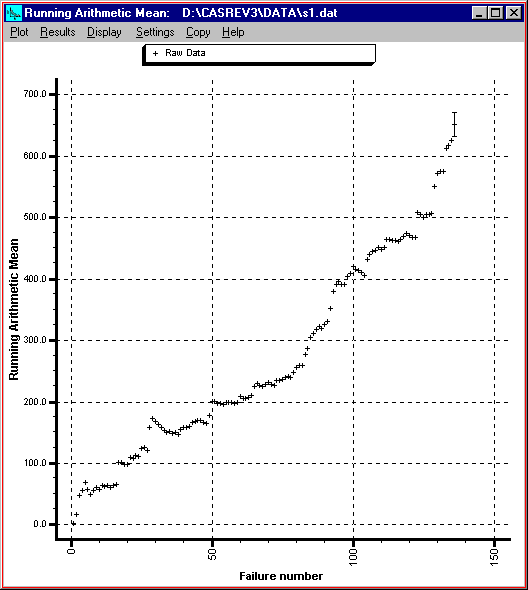 Running Arithmetic Mean: D:\CASREV3\DATA\s1.dat
Plot Results Display Settings Copy Help
Raw Data
700.0
600.0
500.0
400.0
300.0
200.0
100.0
0.0
Running Arithmetic Mean
0 50 100 150
Failure number